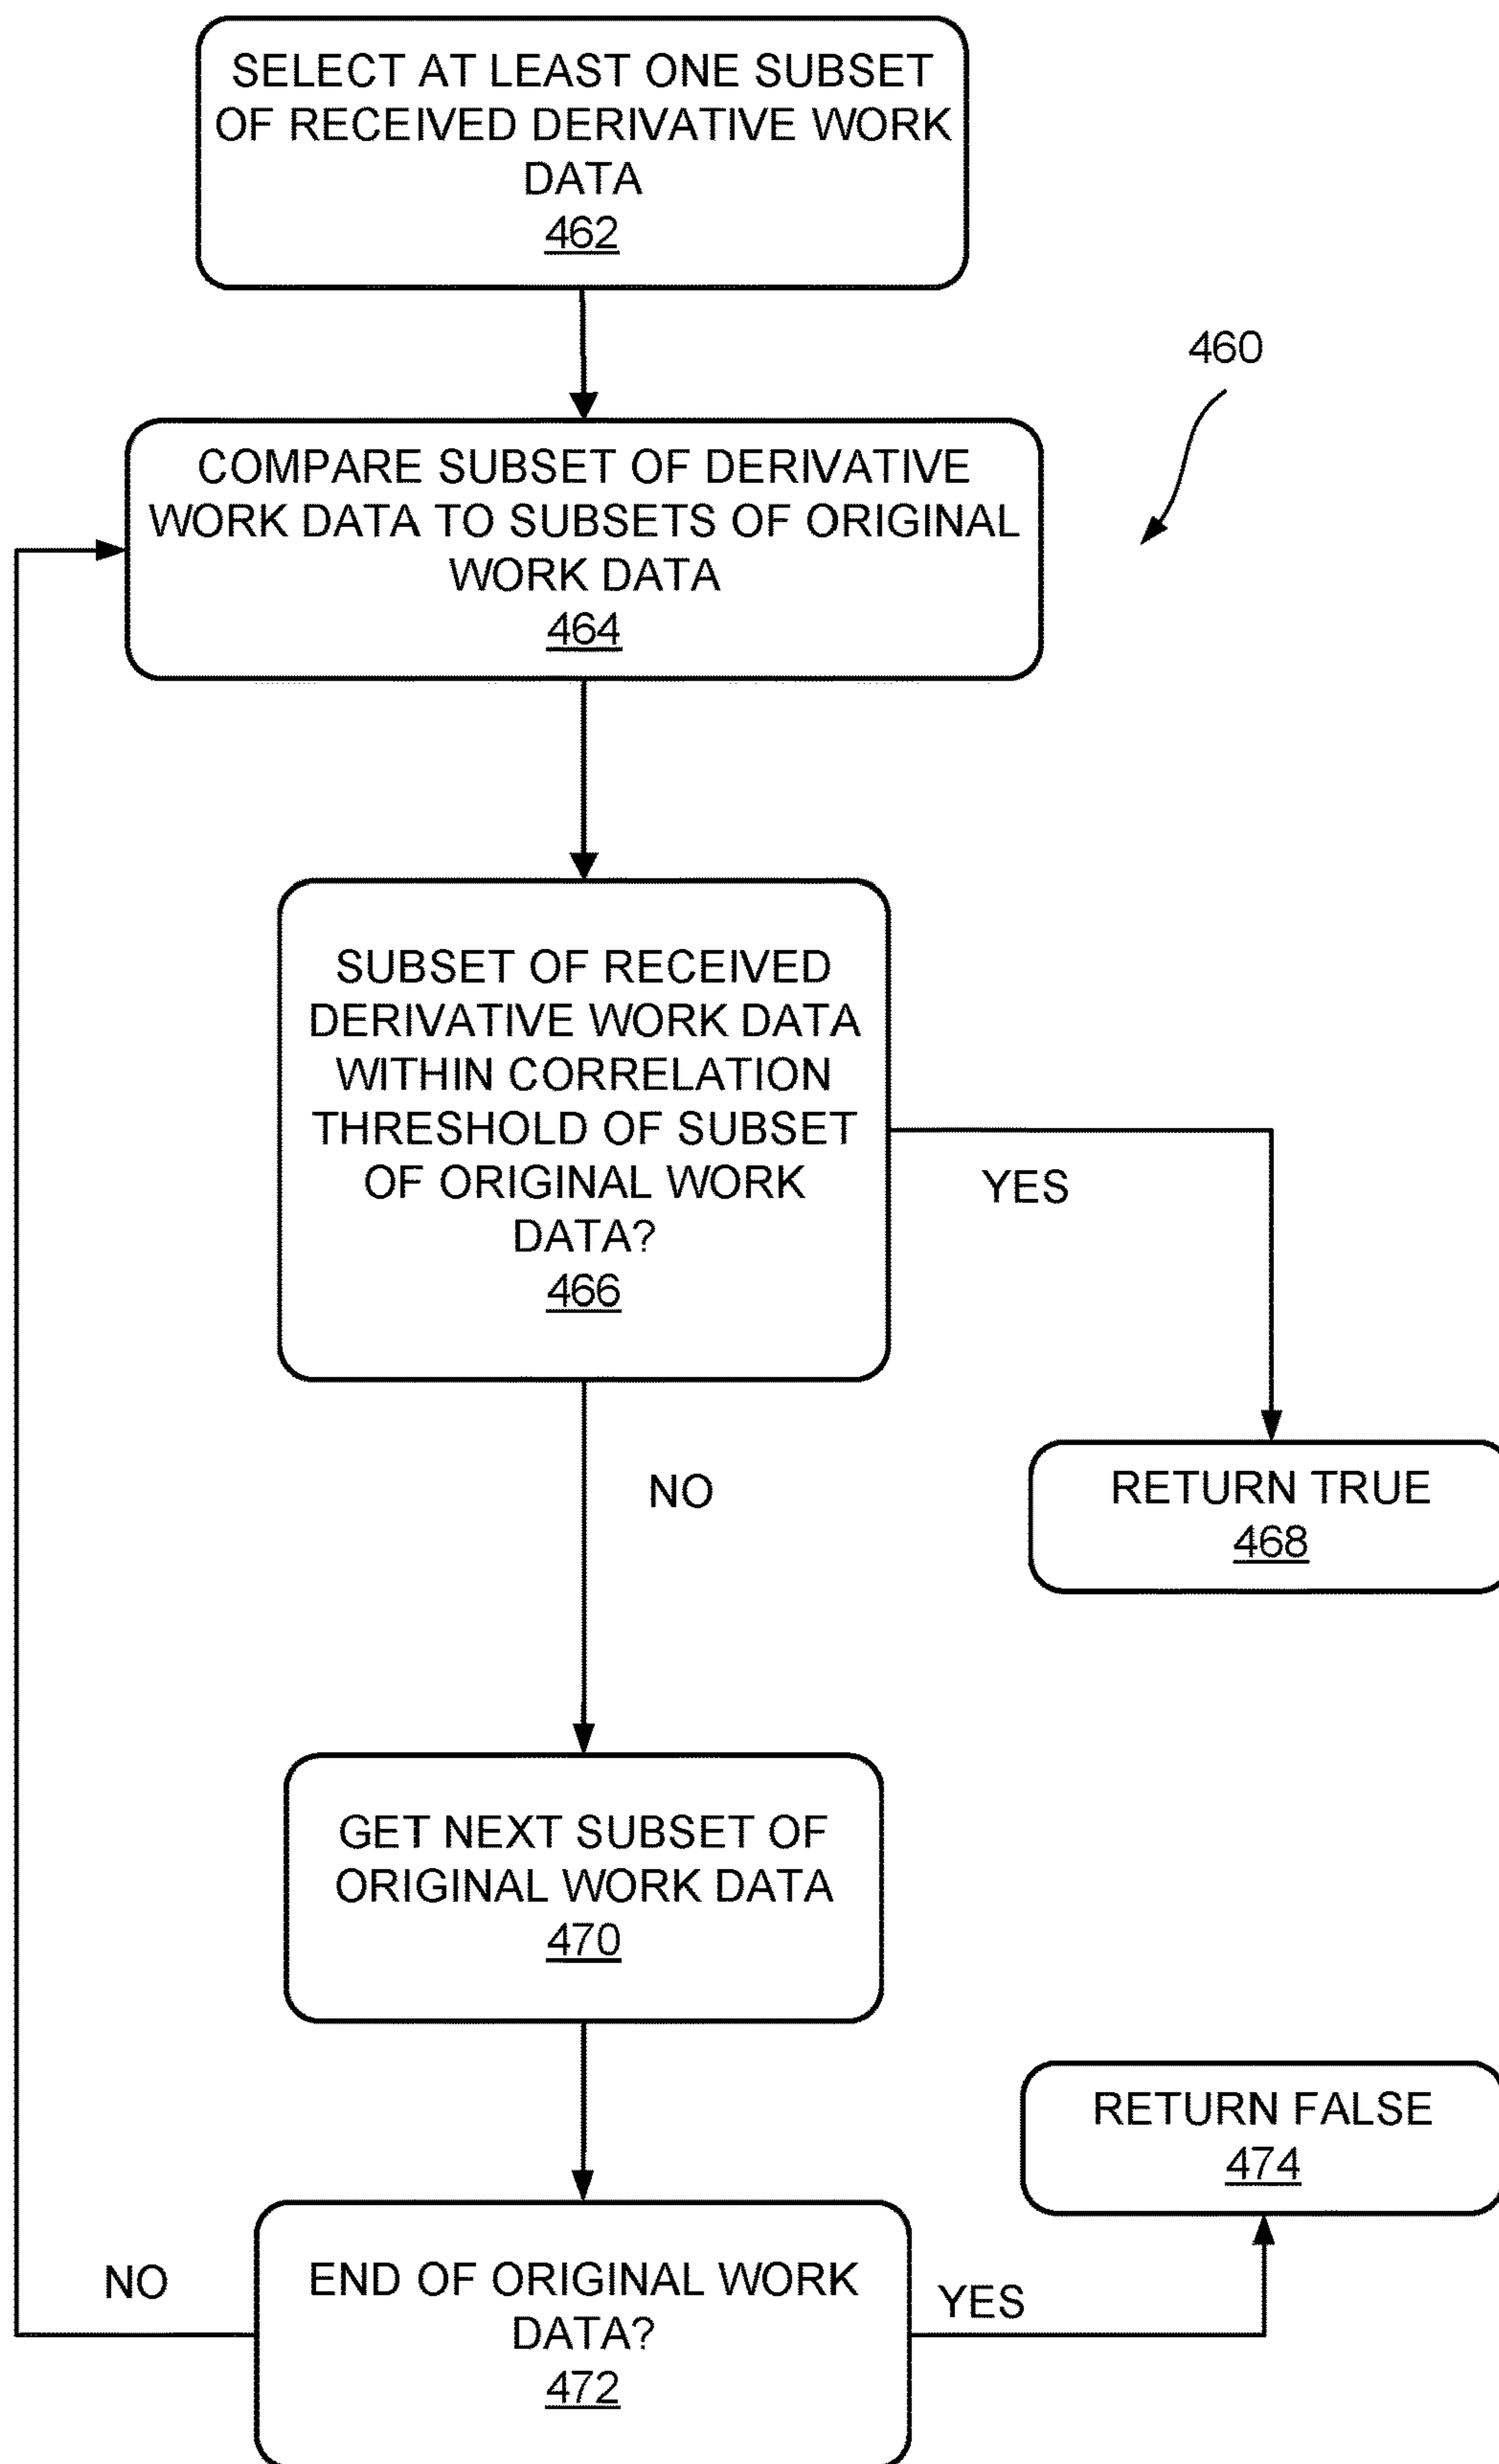 SELECT AT LEAST ONE SUBSET
OF RECEIVED DERIVATIVE WORK
DATA
462
460
COMPARE SUBSET OF DERIVATIVE
WORK DATA TO SUBSETS OF ORIGINAL
WORK DATA
464
SUBSET OF RECEIVED
DERIVATIVE WORK DATA
WITHIN CORRELATION
THRESHOLD OF SUBSET
OF ORIGINAL WORK
DATA?
466
YES
NO
RETURN TRUE
468
GET NEXT SUBSET OF
ORIGINAL WORK DATA
470
RETURN FALSE
474
NO
END OF ORIGINAL WORK
DATA?
472
YES